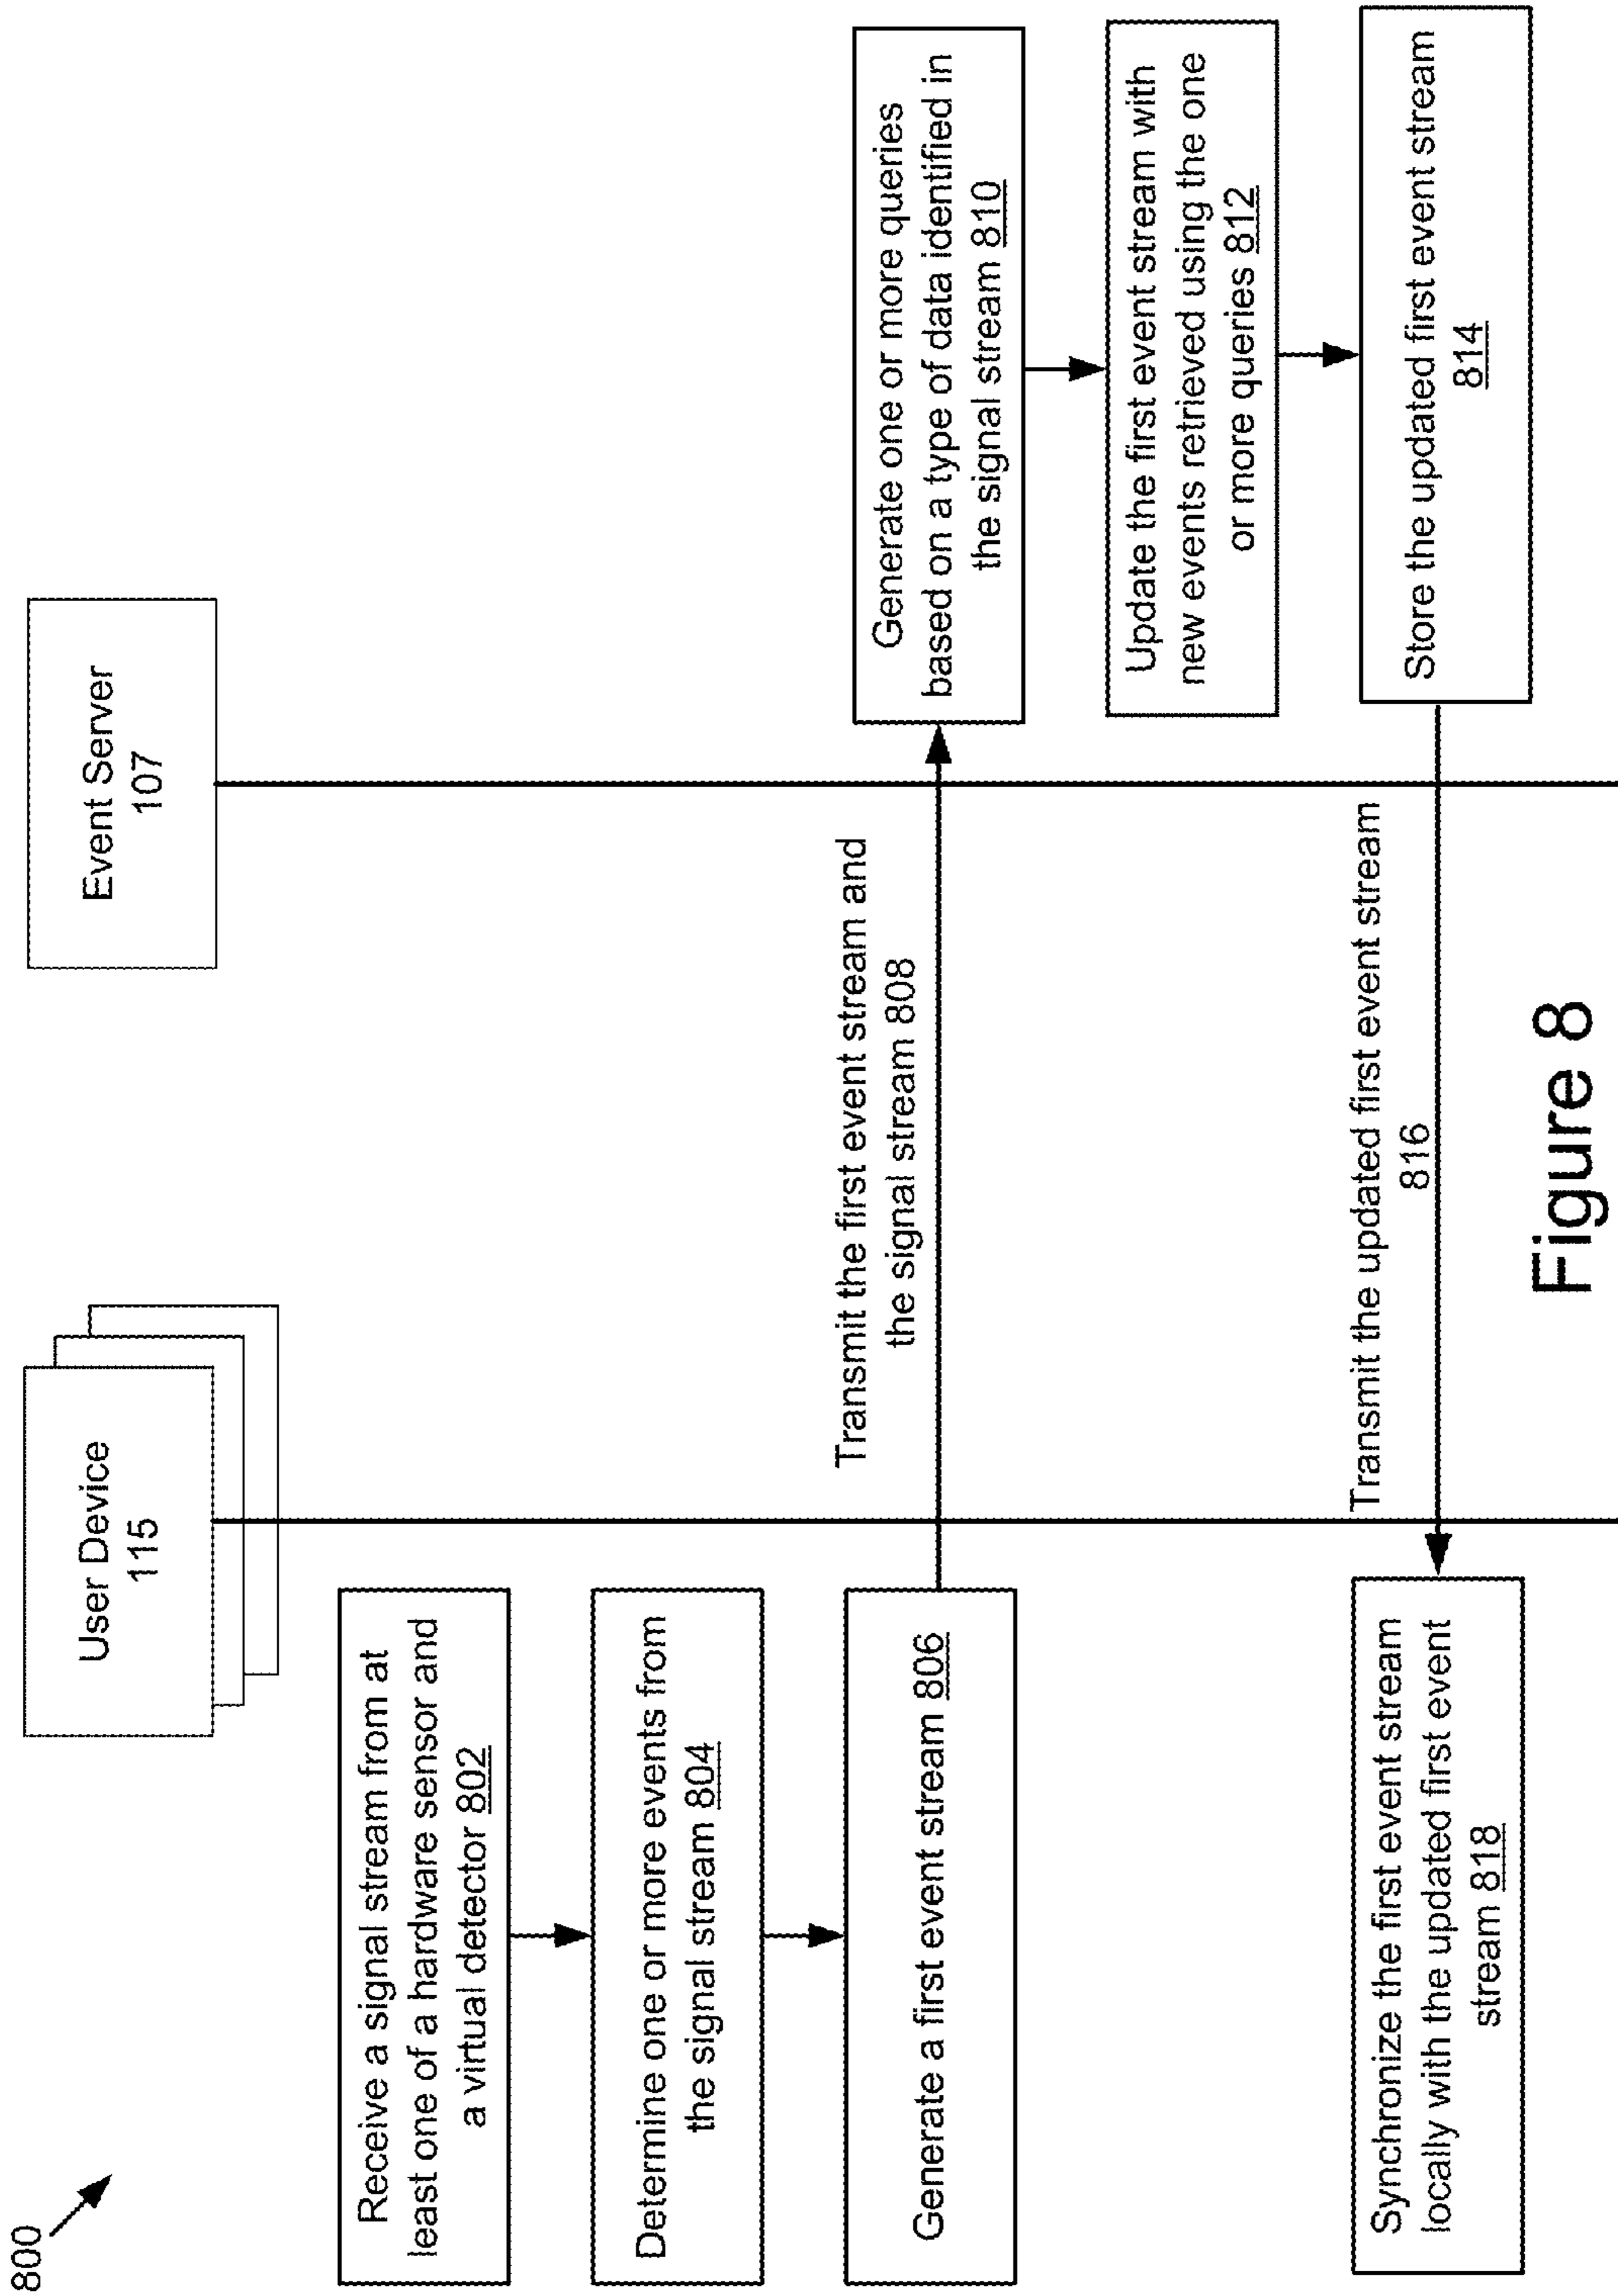 800
User Device
115
Event Server
107
Receive a signal stream from at
least one of a hardware sensor and
a virtual detector 802
Determine one or more events from
the signal stream 804
Generate a first event stream 806
Transmit the first event stream and
the signal stream 808
Generate one or more queries
based on a type of data identified in
the signal stream 810
Update the first event stream with
new events retrieved using the one
or more queries 812
Store the updated first event stream
814
Transmit the updated first event stream
816
Synchronize the first event stream
locally with the updated first event
stream 818
Figure 8